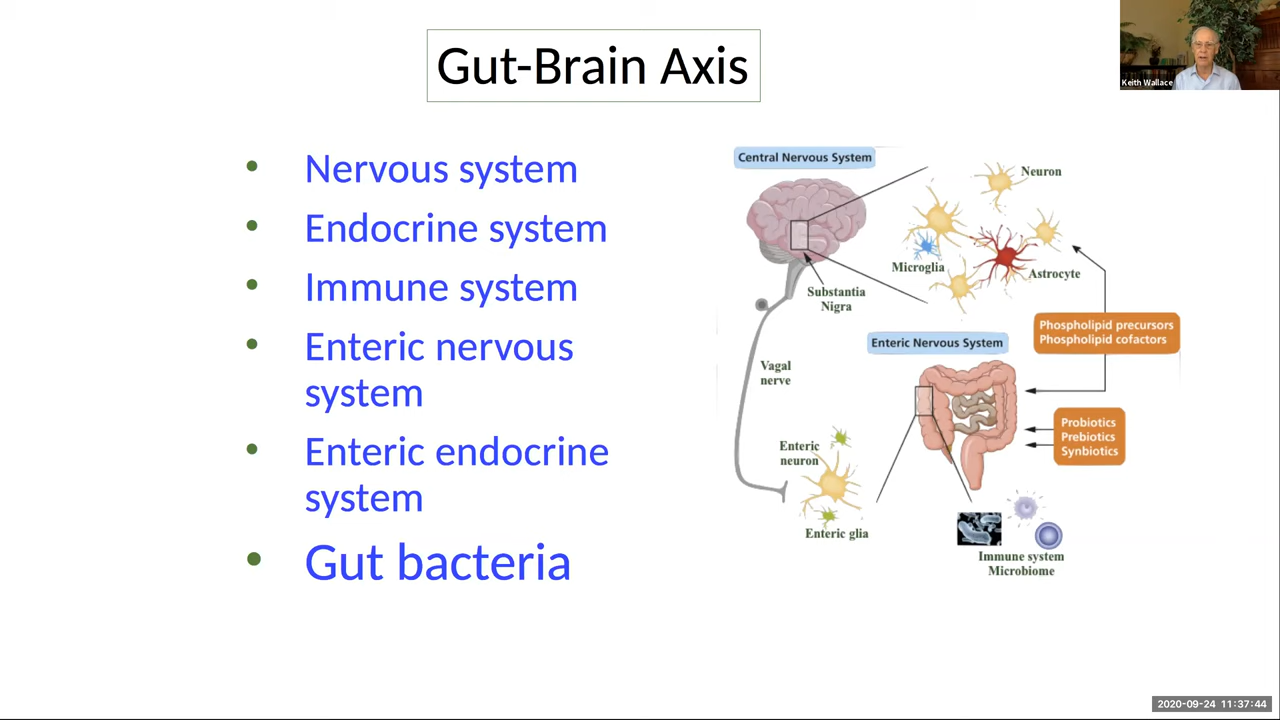 Gut-Brain Axis
Keith Wallace
• Nervous system
• Endocrine system
• Immune system
• Enteric nervous
system
• Enteric endocrine
system
• Gut bacteria
Central Nervous System
Neuron
Microglia
Astrocyte
Substantia
Nigra
Phospholipid precursors
Phospholipid cofactors
Enteric Nervous System
Vagal
nerve
Probiotics
Prebiotics
Synbiotics
Enteric
neuron
Enteric glia
Immune system
Microbiome
2020-09-24 11:37:44